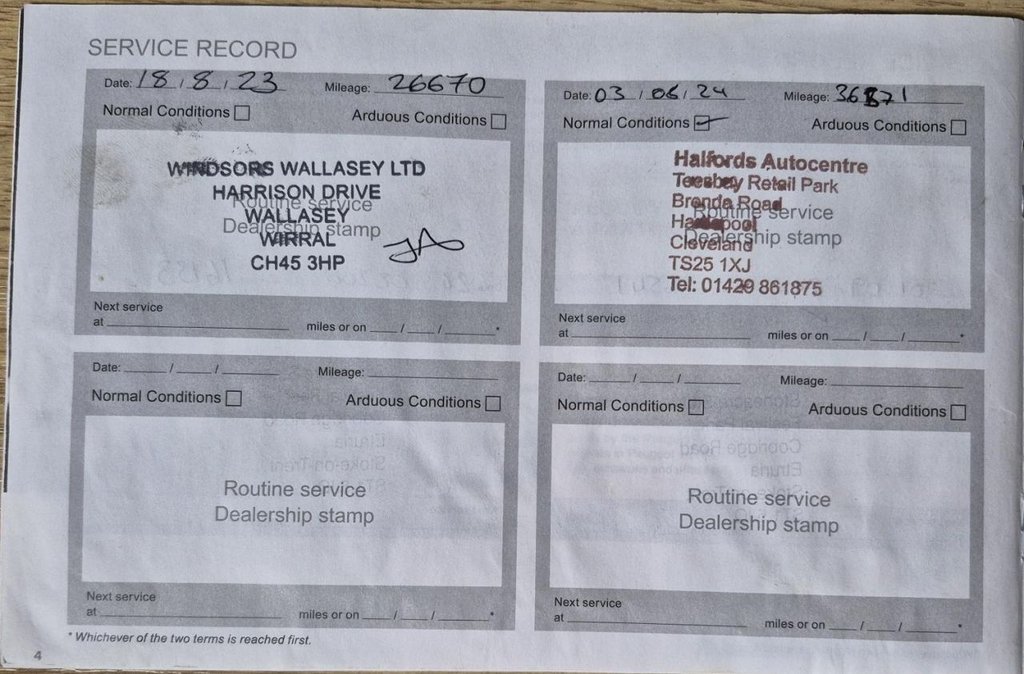 SERVICE RECORD
Date: 18 / 8 / 23 Mileage: 26670
Normal Conditions Arduous Conditions
WINDSORS WALLASEY LTD
HARRISON DRIVE
Routine service
WALLASEY
Dealership stamp
WIRRAL
CH45 3HP
Next service
at miles or on / / *
Date: 03 / 06 / 24 Mileage:
Normal Conditions Arduous Conditions
Halfords Autocentre
Teesbay Retail Park
Brenda Road
Routine service
Dealership stamp
Cleveland
TS25 1XJ
Tel: 01429 861875
Next service
at miles or on / / *
Date: / / Mileage:
Normal Conditions Arduous Conditions
Routine service
Dealership stamp
Next service
at miles or on / / *
Date: / / Mileage:
Normal Conditions Arduous Conditions
Routine service
Dealership stamp
Next service
at miles or on / / *
* Whichever of the two terms is reached first.
4